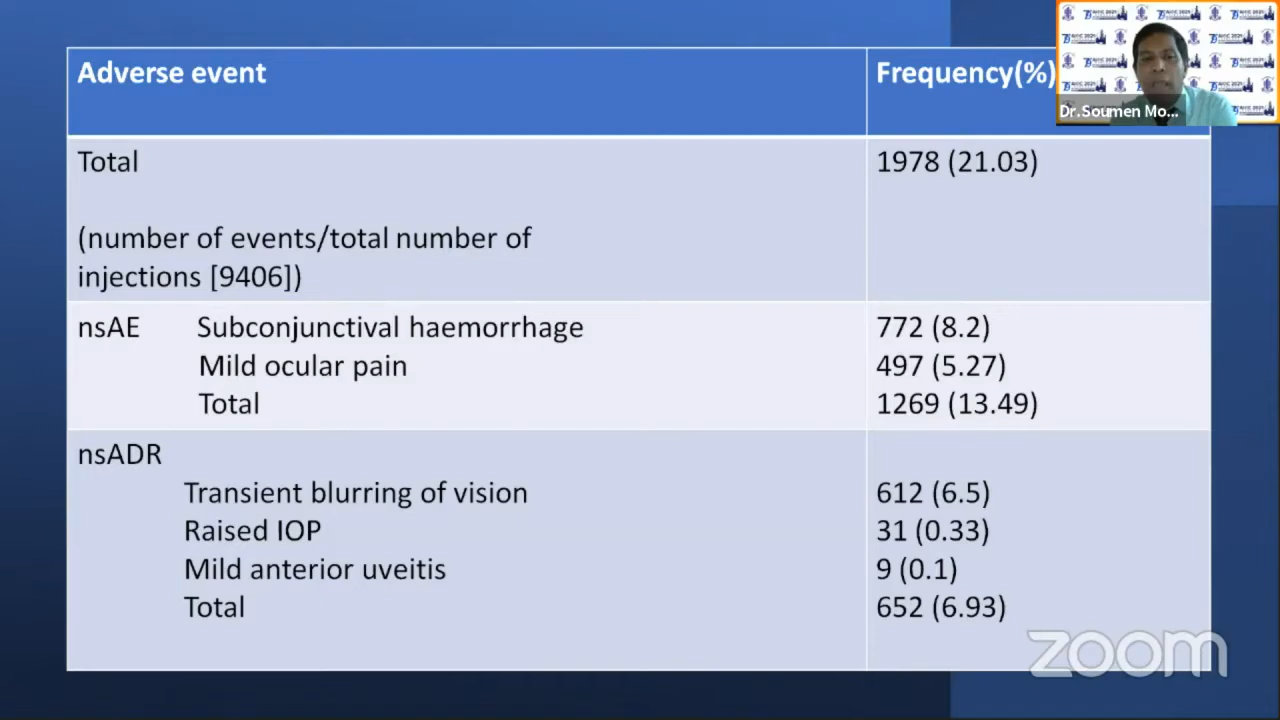 Adverse event
Frequency(%)
Dr.Soumen Mo...
Total
1978 (21.03)
(number of events/total number of
injections [9406])
nsAE Subconjunctival haemorrhage
772 (8.2)
Mild ocular pain
497 (5.27)
Total
1269 (13.49)
nsADR
Transient blurring of vision
612 (6.5)
Raised IOP
31 (0.33)
Mild anterior uveitis
9 (0.1)
Total
652 (6.93)
zoom